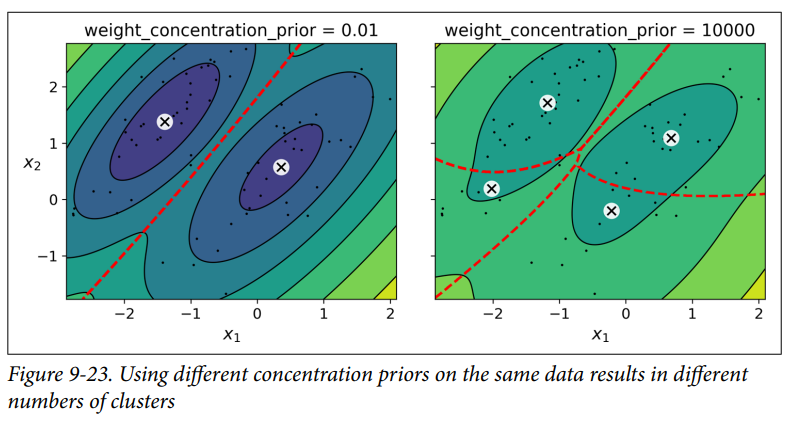 weight_concentration_prior = 0.01
weight_concentration_prior = 10000
2
1
0
−1
x₂
−2
−1
0
1
2
x₁
−2
−1
0
1
2
x₁
Figure 9-23. Using different concentration priors on the same data results in different
numbers of clusters